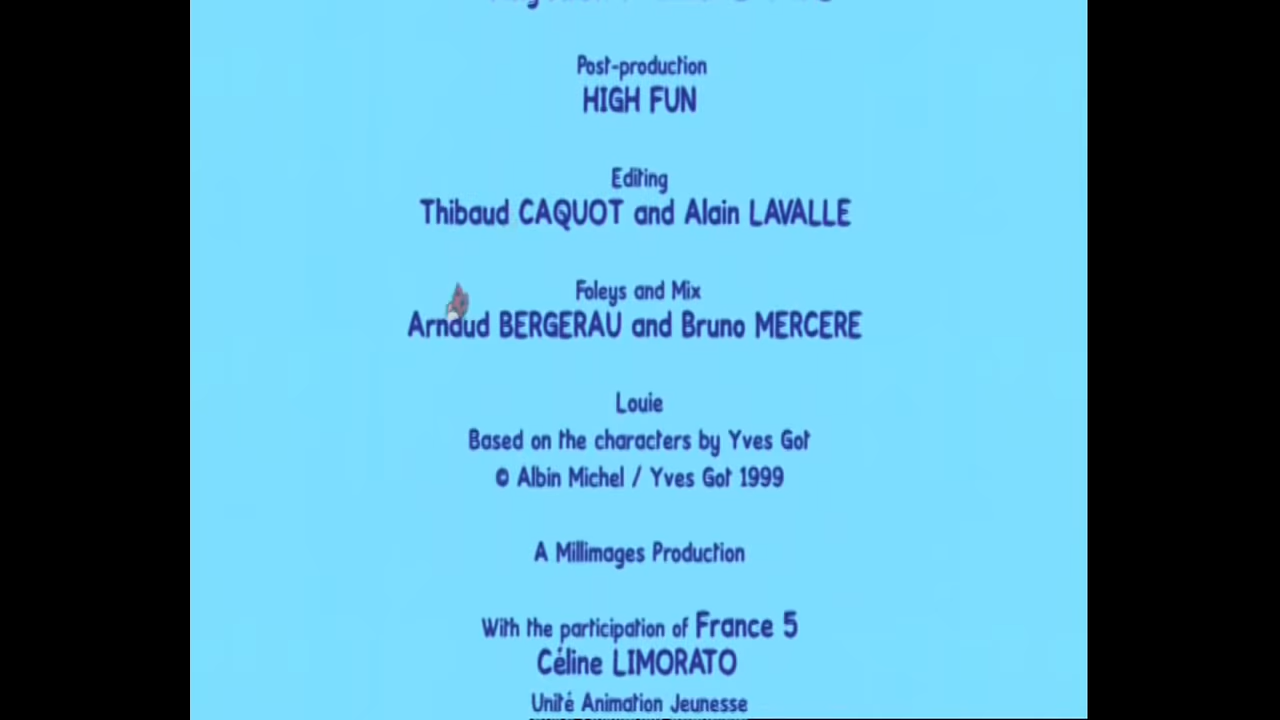 Post-production
HIGH FUN
Editing
Thibaud CAQUOT and Alain LAVALLE
Foleys and Mix
Arnaud BERGERAU and Bruno MERCERE
Louie
Based on the characters by Yves Got
© Albin Michel / Yves Got 1999
A Millimages Production
With the participation of France 5
Céline LIMORATO
Unité Animation Jeunesse